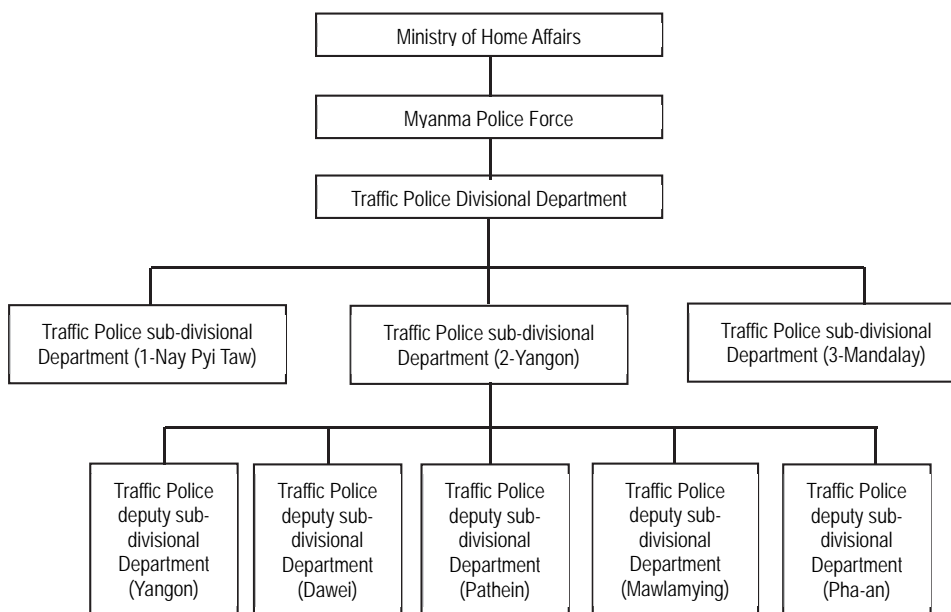 Ministry of Home Affairs
Myanma Police Force
Traffic Police Divisional Department
Traffic Police sub-divisional
Department (1-Nay Pyi Taw)
Traffic Police sub-divisional
Department (2-Yangon)
Traffic Police sub-divisional
Department (3-Mandalay)
Traffic Police
deputy sub-
divisional
Department
(Yangon)
Traffic Police
deputy sub-
divisional
Department
(Dawei)
Traffic Police
deputy sub-
divisional
Department
(Pathein)
Traffic Police
deputy sub-
divisional
Department
(Mawlamying)
Traffic Police
deputy sub-
divisional
Department
(Pha-an)